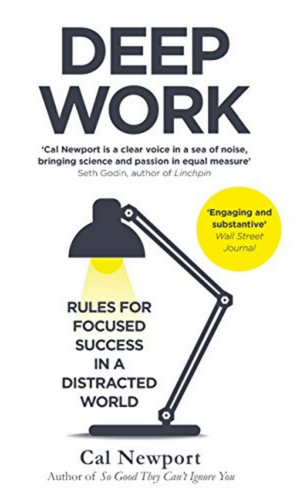 DEEP
WORK
‘Cal Newport is a clear voice in a sea of noise,
bringing science and passion in equal measure’
Seth Godin, author of Linchpin
‘Engaging and
substantive’
Wall Street
Journal
RULES FOR
FOCUSED
SUCCESS
IN A
DISTRACTED
WORLD
Cal Newport
Author of So Good They Can’t Ignore You